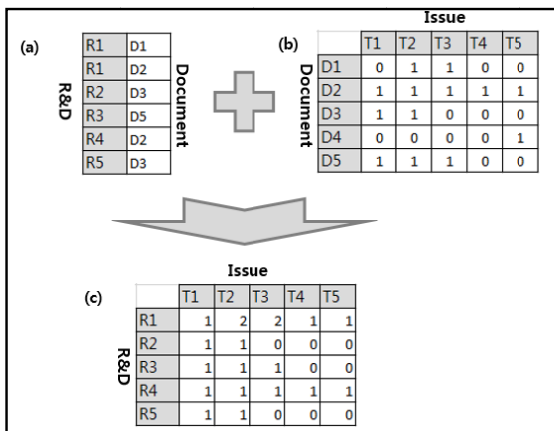 (a)
R&D
Document
R1 D1
R1 D2
R2 D3
R3 D5
R4 D2
R5 D3
Issue
(b)
Document
T1 T2 T3 T4 T5
D1 0 1 1 0 0
D2 1 1 1 1 1
D3 1 1 0 0 0
D4 0 0 0 0 1
D5 1 1 1 0 0
Issue
(c)
R&D
T1 T2 T3 T4 T5
R1 1 2 2 1 1
R2 1 1 0 0 0
R3 1 1 1 0 0
R4 1 1 1 1 1
R5 1 1 0 0 0